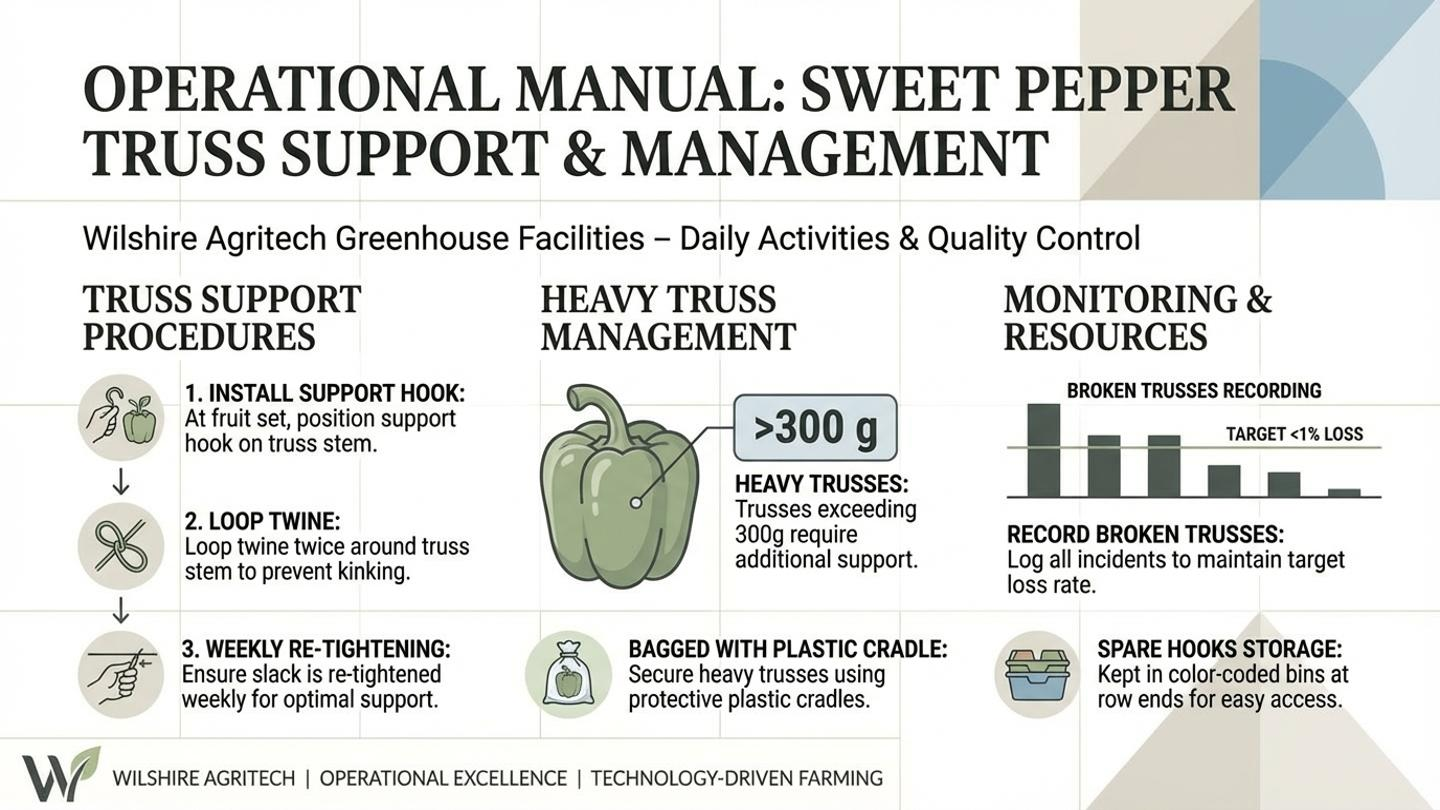 OPERATIONAL MANUAL: SWEET PEPPER
TRUSS SUPPORT & MANAGEMENT
Wilshire Agritech Greenhouse Facilities – Daily Activities & Quality Control
TRUSS SUPPORT
PROCEDURES
1. INSTALL SUPPORT HOOK:
At fruit set, position support
hook on truss stem.
2. LOOP TWINE:
Loop twine twice around truss
stem to prevent kinking.
3. WEEKLY RE-TIGHTENING:
Ensure slack is re-tightened
weekly for optimal support.
HEAVY TRUSS
MANAGEMENT
>300 g
HEAVY TRUSSES:
Trusses exceeding
300g require
additional support.
BAGGED WITH PLASTIC CRADLE:
Secure heavy trusses using
protective plastic cradles.
MONITORING &
RESOURCES
BROKEN TRUSSES RECORDING
TARGET <1% LOSS
RECORD BROKEN TRUSSES:
Log all incidents to maintain target
loss rate.
SPARE HOOKS STORAGE:
Kept in color-coded bins at
row ends for easy access.
WILSHIRE AGRITECH | OPERATIONAL EXCELLENCE | TECHNOLOGY-DRIVEN FARMING